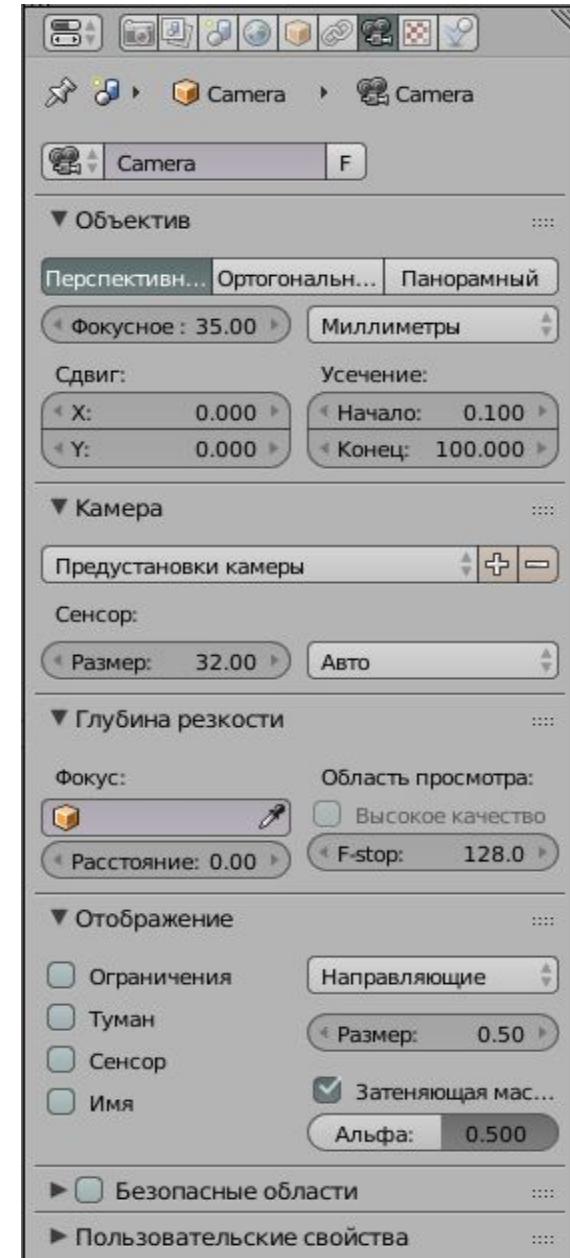 Camera Camera
Camera F
Объектив
Перспективн... Ортогональн... Панорамный
Фокусное : 35.00 Миллиметры
Сдвиг: Усечение:
X: 0.000 Начало: 0.100
Y: 0.000 Конец: 100.000
Камера
Предустановки камеры
Сенсор:
Размер: 32.00 Авто
Глубина резкости
Фокус: Область просмотра:
Высокое качество
Расстояние: 0.00 F-stop: 128.0
Отображение
Ограничения Направляющие
Туман Размер: 0.50
Сенсор
Имя Затеняющая мас...
Альфа: 0.500
Безопасные области
Пользовательские свойства